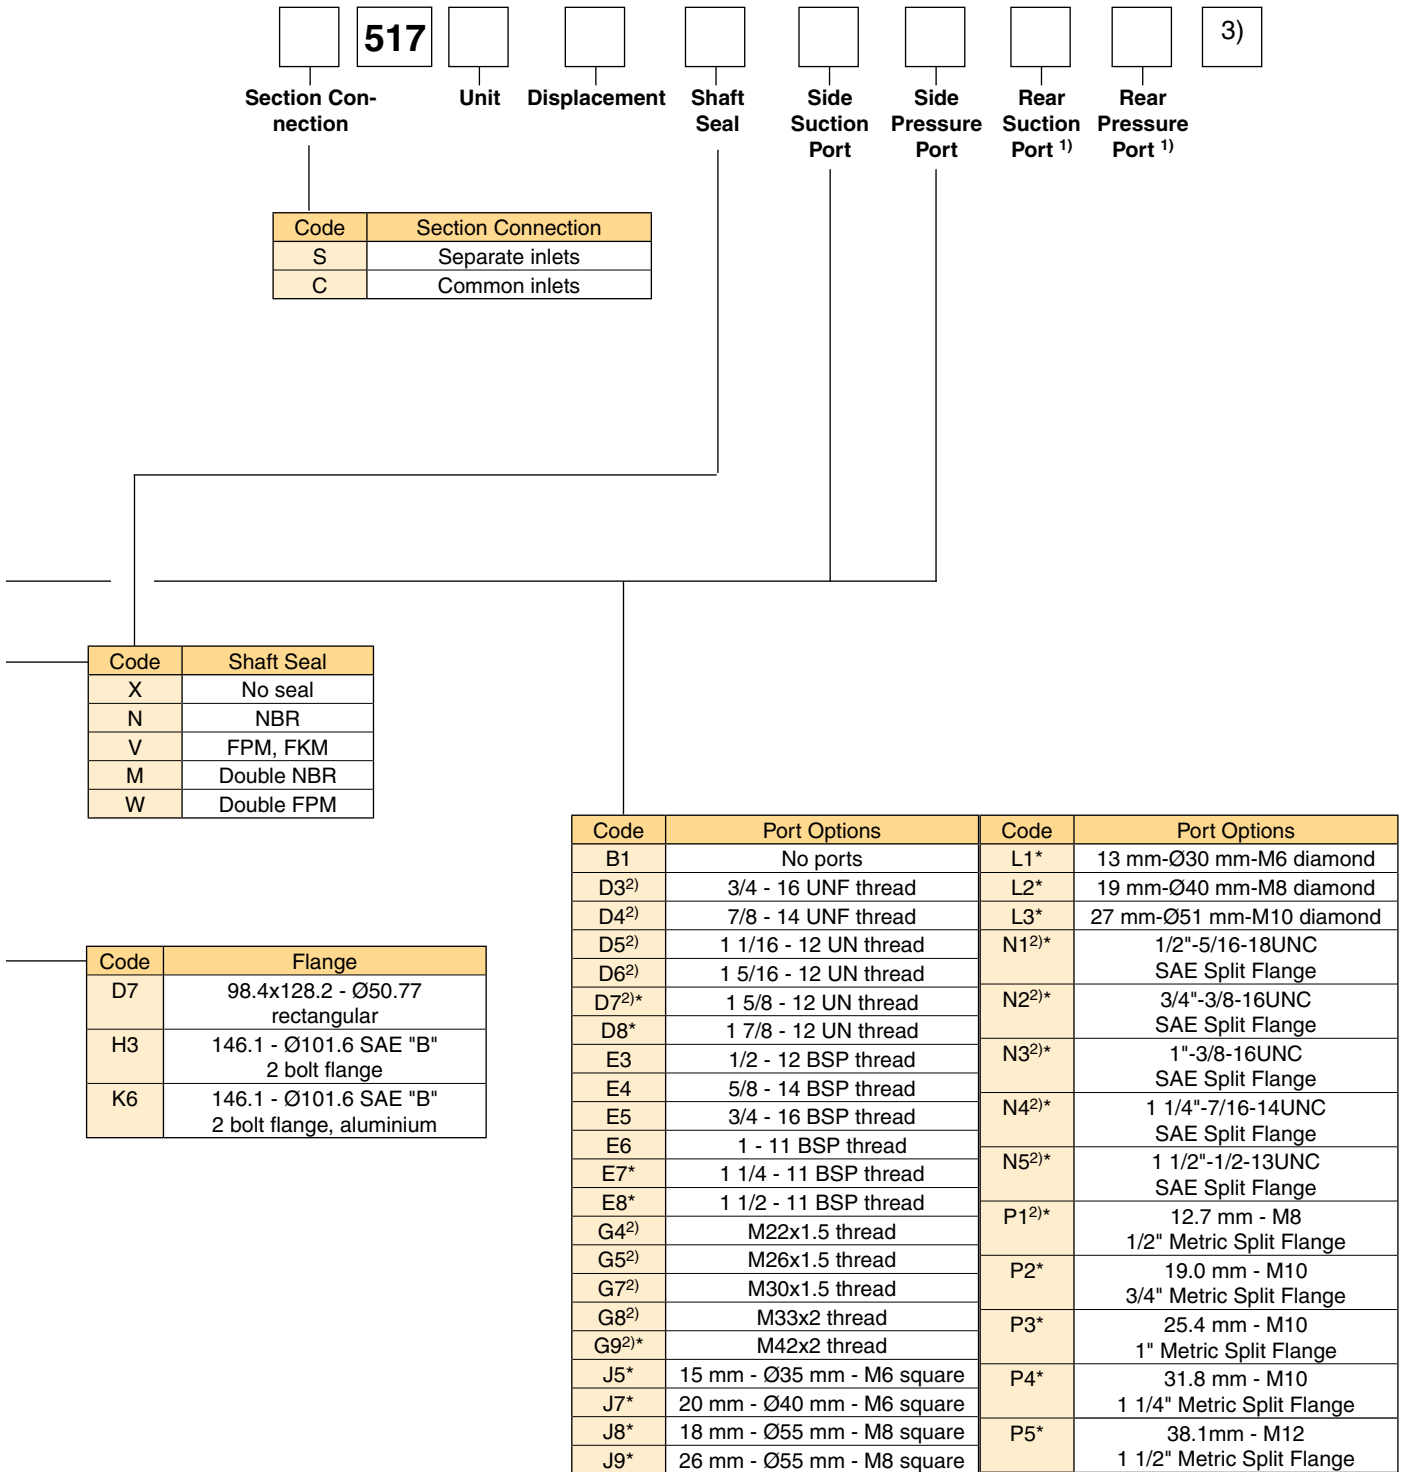 517
3)
Section Con-
nection
Unit
Displacement
Shaft
Seal
Side
Suction
Port
Side
Pressure
Port
Rear
Suction
Port 1)
Rear
Pressure
Port 1)
Code Section Connection
S Separate inlets
C Common inlets
Code Shaft Seal
X No seal
N NBR
V FPM, FKM
M Double NBR
W Double FPM
Code Flange
D7 98.4x128.2 - Ø50.77
rectangular
H3 146.1 - Ø101.6 SAE "B"
2 bolt flange
K6 146.1 - Ø101.6 SAE "B"
2 bolt flange, aluminium
Code Port Options
B1 No ports
D32) 3/4 - 16 UNF thread
D42) 7/8 - 14 UNF thread
D52) 1 1/16 - 12 UN thread
D62) 1 5/16 - 12 UN thread
D72)* 1 5/8 - 12 UN thread
D8* 1 7/8 - 12 UN thread
E3 1/2 - 12 BSP thread
E4 5/8 - 14 BSP thread
E5 3/4 - 16 BSP thread
E6 1 - 11 BSP thread
E7* 1 1/4 - 11 BSP thread
E8* 1 1/2 - 11 BSP thread
G42) M22x1.5 thread
G52) M26x1.5 thread
G72) M30x1.5 thread
G82) M33x2 thread
G92)* M42x2 thread
J5* 15 mm - Ø35 mm - M6 square
J7* 20 mm - Ø40 mm - M6 square
J8* 18 mm - Ø55 mm - M8 square
J9* 26 mm - Ø55 mm - M8 square
Code Port Options
L1* 13 mm-Ø30 mm-M6 diamond
L2* 19 mm-Ø40 mm-M8 diamond
L3* 27 mm-Ø51 mm-M10 diamond
N12)* 1/2"-5/16-18UNC
SAE Split Flange
N22)* 3/4"-3/8-16UNC
SAE Split Flange
N32)* 1"-3/8-16UNC
SAE Split Flange
N42)* 1 1/4"-7/16-14UNC
SAE Split Flange
N52)* 1 1/2"-1/2-13UNC
SAE Split Flange
P12)* 12.7 mm - M8
1/2" Metric Split Flange
P2* 19.0 mm - M10
3/4" Metric Split Flange
P3* 25.4 mm - M10
1" Metric Split Flange
P4* 31.8 mm - M10
1 1/4" Metric Split Flange
P5* 38.1mm - M12
1 1/2" Metric Split Flange